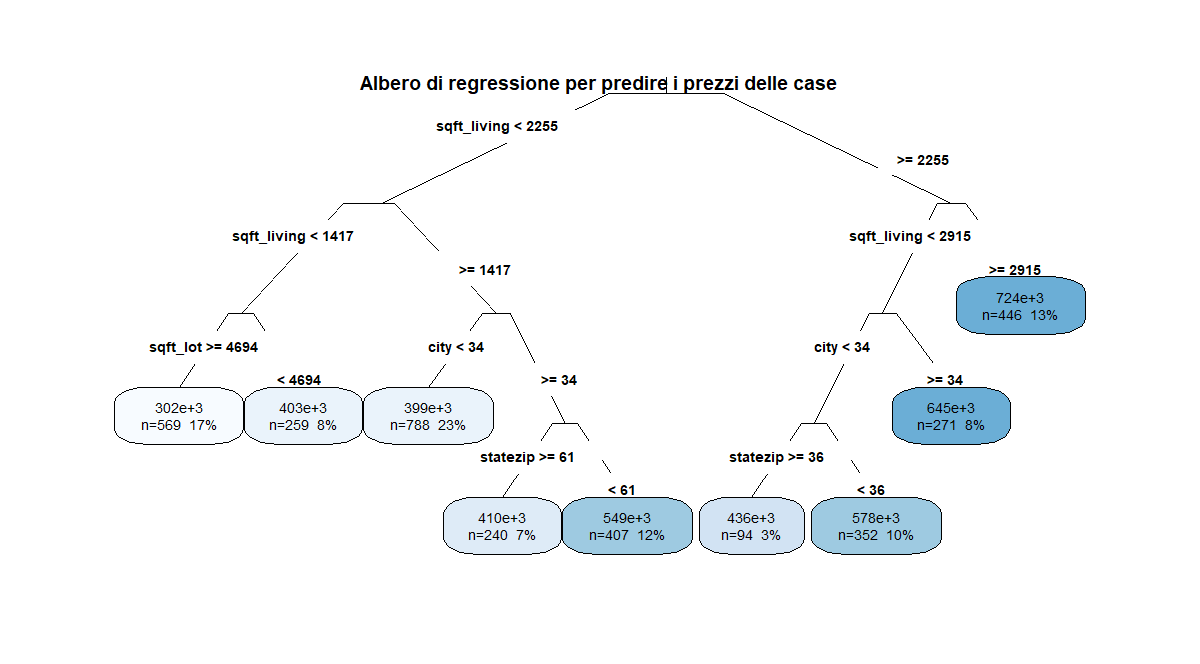 Albero di regressione per predire i prezzi delle case
sqft_living < 2255
>= 2255
sqft_living < 1417
sqft_living < 2915
>= 1417
>= 2915
724e+3
n=446 13%
sqft_lot >= 4694
city < 34
city < 34
< 4694
>= 34
>= 34
302e+3
n=569 17%
403e+3
n=259 8%
399e+3
n=788 23%
645e+3
n=271 8%
statezip >= 61
statezip >= 36
< 61
< 36
410e+3
n=240 7%
549e+3
n=407 12%
436e+3
n=94 3%
578e+3
n=352 10%